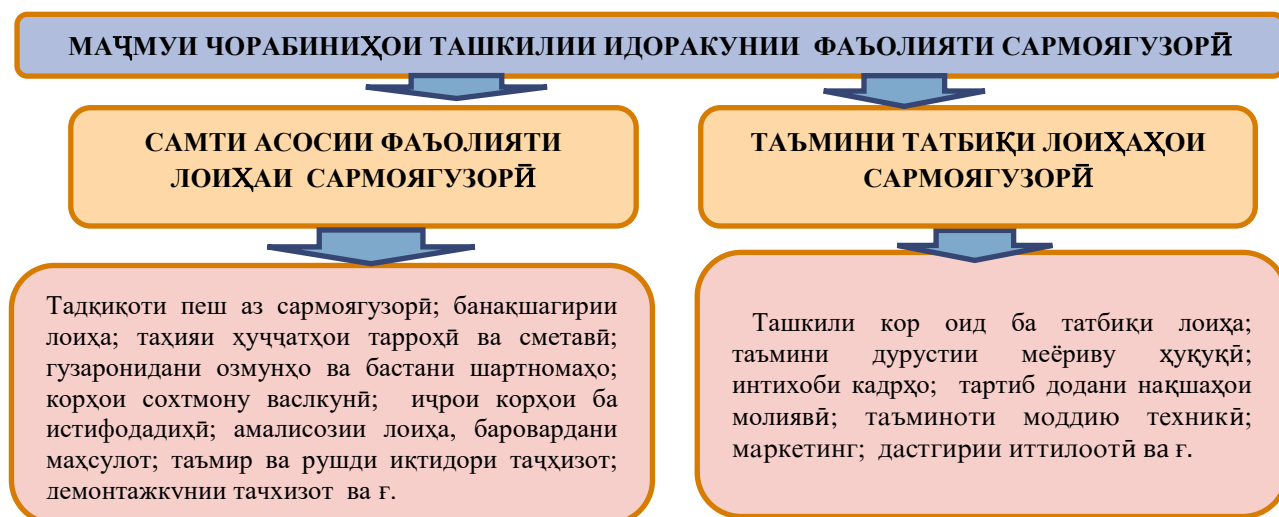 МАҶМУИ ЧОРАБИНИҲОИ ТАШКИЛИИ ИДОРАКУНИИ ФАЪОЛИЯТИ САРМОЯГУЗОРӢ
САМТИ АСОСИИ ФАЪОЛИЯТИ
ЛОИҲАИ САРМОЯГУЗОРӢ
Тадқиқоти пеш аз сармоягузорӣ; банақшагирии
лоиҳа; таҳияи ҳуҷҷатҳои тарроҳӣ ва сметавӣ;
гузаронидани озмунҳо ва бастани шартномаҳо;
корҳои сохтмону васлкунӣ; иҷрои корҳои ба
истифодадиҳӣ; амалисозии лоиҳа, баровардани
маҳсулот; таъмир ва рушди иқтидори таҷҳизот;
демонтажкунии таҷҳизот ва ғ.
ТАЪМИНИ ТАТБИҚИ ЛОИҲАҲОИ
САРМОЯГУЗОРӢ
Ташкили кор оид ба татбиқи лоиҳа;
таъмини дурустии меёриву ҳуқуқӣ;
интихоби кадрҳо; тартиб додани нақшаҳои
молиявӣ; таъминоти моддию техникӣ;
маркетинг; дастгирии иттилоотӣ ва ғ.